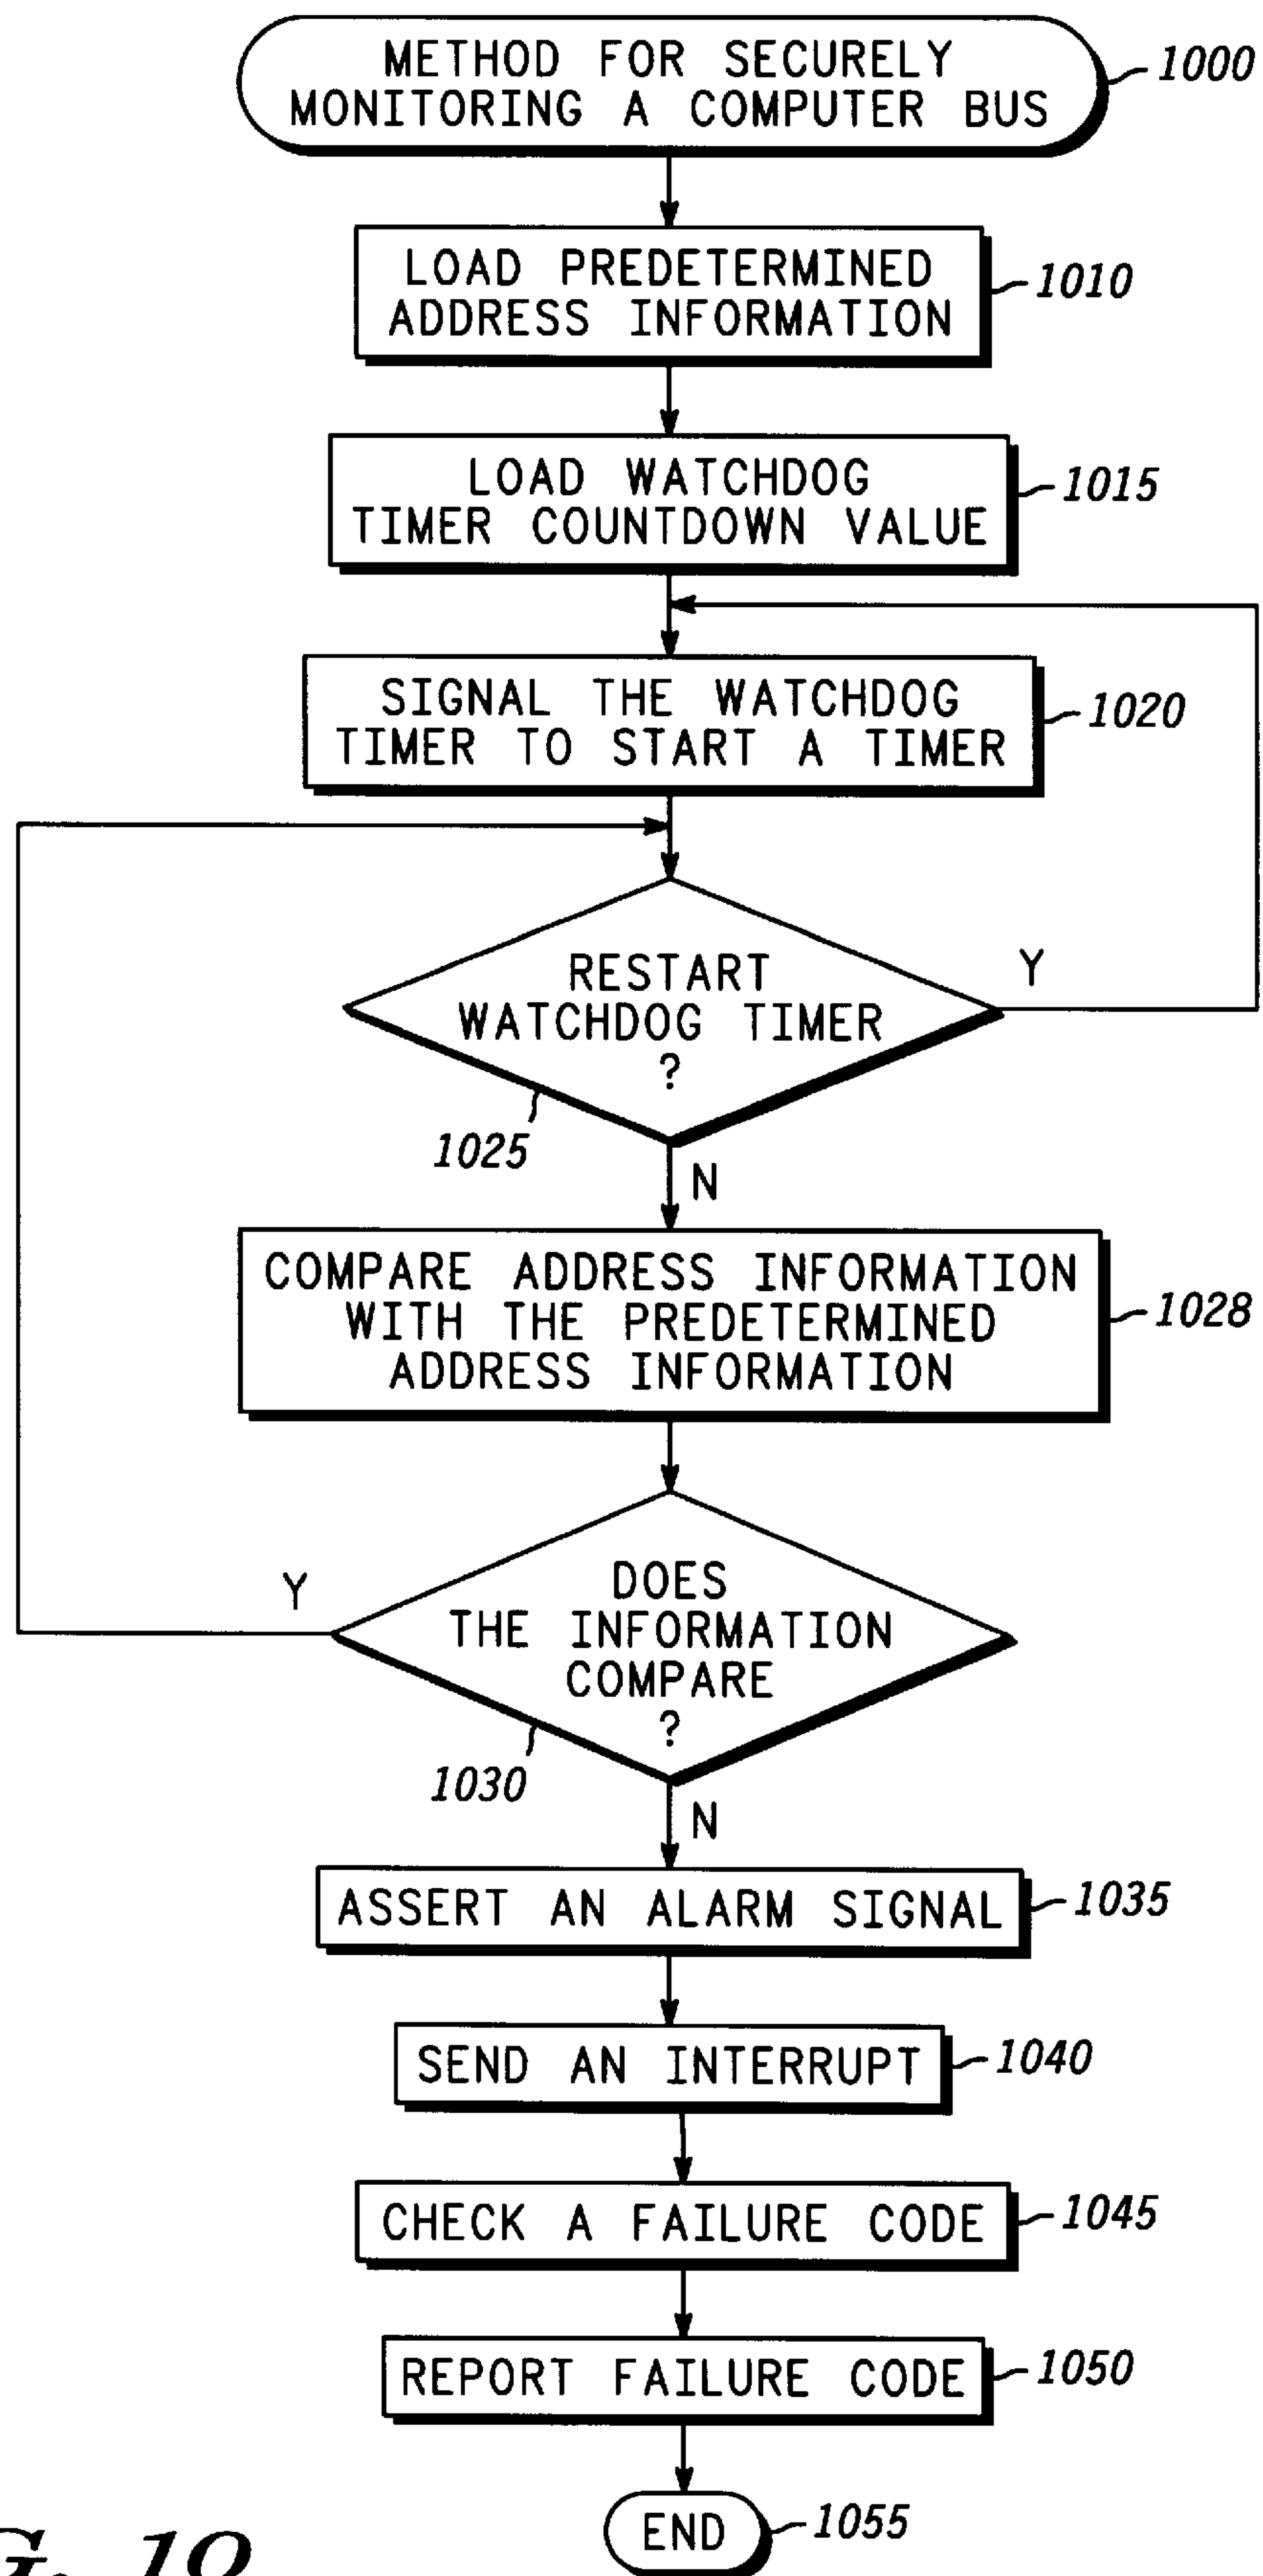 METHOD FOR SECURELY
MONITORING A COMPUTER BUS
1000
LOAD PREDETERMINED
ADDRESS INFORMATION
1010
LOAD WATCHDOG
TIMER COUNTDOWN VALUE
1015
SIGNAL THE WATCHDOG
TIMER TO START A TIMER
1020
RESTART
WATCHDOG TIMER
?
Y
1025
N
COMPARE ADDRESS INFORMATION
WITH THE PREDETERMINED
ADDRESS INFORMATION
1028
DOES
THE INFORMATION
COMPARE
?
Y
1030
N
ASSERT AN ALARM SIGNAL
1035
SEND AN INTERRUPT
1040
CHECK A FAILURE CODE
1045
REPORT FAILURE CODE
1050
END
1055